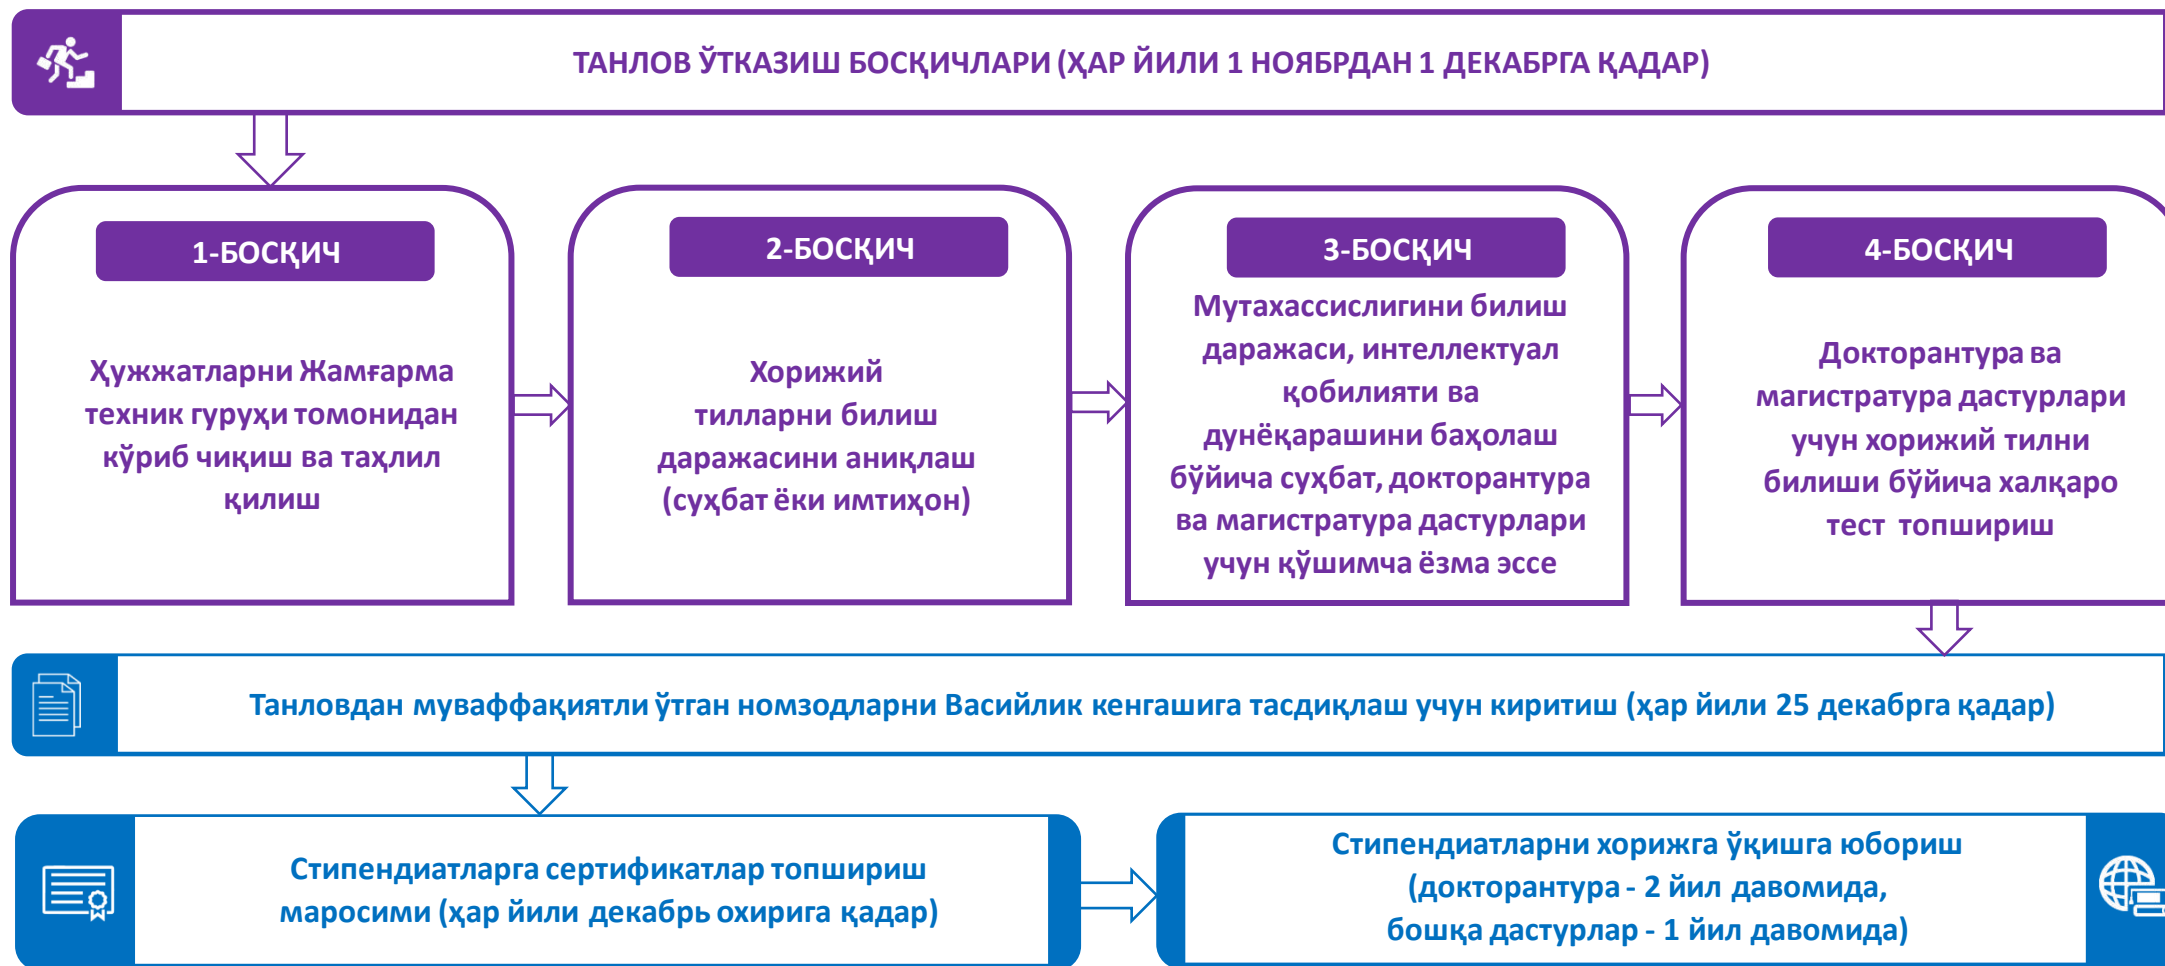 ТАНЛОВ ЎТКАЗИШ БОСҚИЧЛАРИ (ҲАР ЙИЛИ 1 НОЯБРДАН 1 ДЕКАБРГА ҚАДАР)
1-БОСҚИЧ
Ҳужжатларни Жамғарма
техник гуруҳи томонидан
кўриб чиқиш ва таҳлил
қилиш
2-БОСҚИЧ
Хорижий
тилларни билиш
даражасини аниқлаш
(суҳбат ёки имтиҳон)
3-БОСҚИЧ
Мутахассислигини билиш
даражаси, интеллектуал
қобилияти ва
дунёқарашини баҳолаш
бўйича суҳбат, докторантура
ва магистратура дастурлари
учун қўшимча ёзма эссе
4-БОСҚИЧ
Докторантура ва
магистратура дастурлари
учун хорижий тилни
билиши бўйича халқаро
тест топшириш
Танловдан муваффақиятли ўтган номзодларни Васийлик кенгашига тасдиқлаш учун киритиш (ҳар йили 25 декабрга қадар)
Стипендиатларга сертификатлар топшириш
маросими (ҳар йили декабрь охирига қадар)
Стипендиатларни хорижга ўқишга юбориш
(докторантура - 2 йил давомида,
бошқа дастурлар - 1 йил давомида)